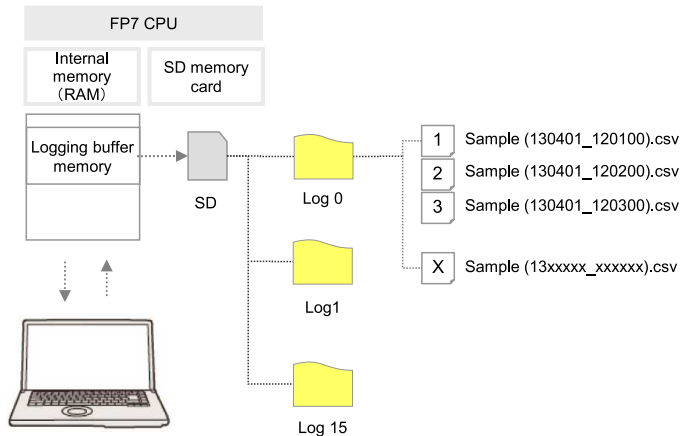 FP7 CPU
Internal
memory
(RAM)
SD memory
card
Logging buffer
memory
SD
Log 0
Log1
Log 15
1 Sample (130401_120100).csv
2 Sample (130401_120200).csv
3 Sample (130401_120300).csv
X Sample (13xxxxx_xxxxxx).csv